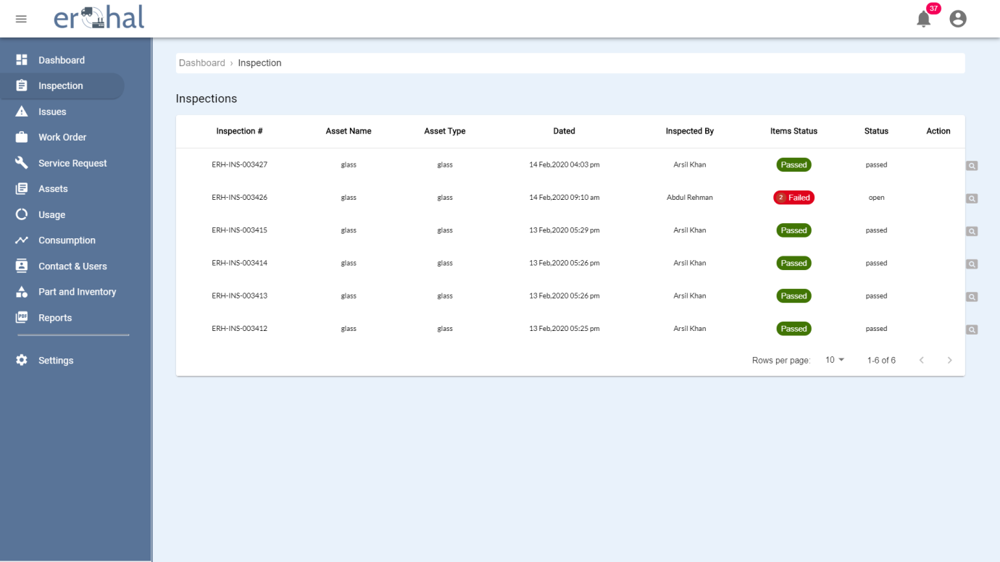 er hal
37
Dashboard
Inspection
Issues
Work Order
Service Request
Assets
Usage
Consumption
Contact & Users
Part and Inventory
PDF Reports
Settings
Dashboard › Inspection
Inspections
Inspection # Asset Name Asset Type Dated Inspected By Items Status Status Action
ERH-INS-003427 glass glass 14 Feb,2020 04:03 pm Arsil Khan Passed passed
ERH-INS-003426 glass glass 14 Feb,2020 09:10 am Abdul Rehman 2 Failed open
ERH-INS-003415 glass glass 13 Feb,2020 05:29 pm Arsil Khan Passed passed
ERH-INS-003414 glass glass 13 Feb,2020 05:26 pm Arsil Khan Passed passed
ERH-INS-003413 glass glass 13 Feb,2020 05:26 pm Arsil Khan Passed passed
ERH-INS-003412 glass glass 13 Feb,2020 05:25 pm Arsil Khan Passed passed
Rows per page: 10 1-6 of 6